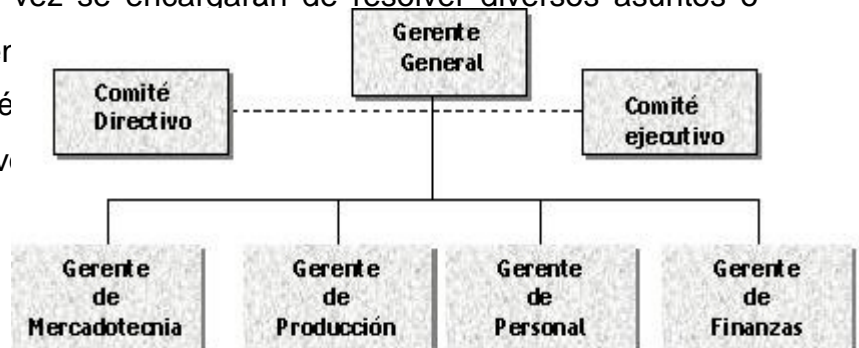 vez se encargarán de resolver diversos asuntos o
Gerente
General
Comité
Directivo
Comité
ejecutivo
Gerente
de
Mercadotecnia
Gerente
de
Producción
Gerente
de
Personal
Gerente
de
Finanzas